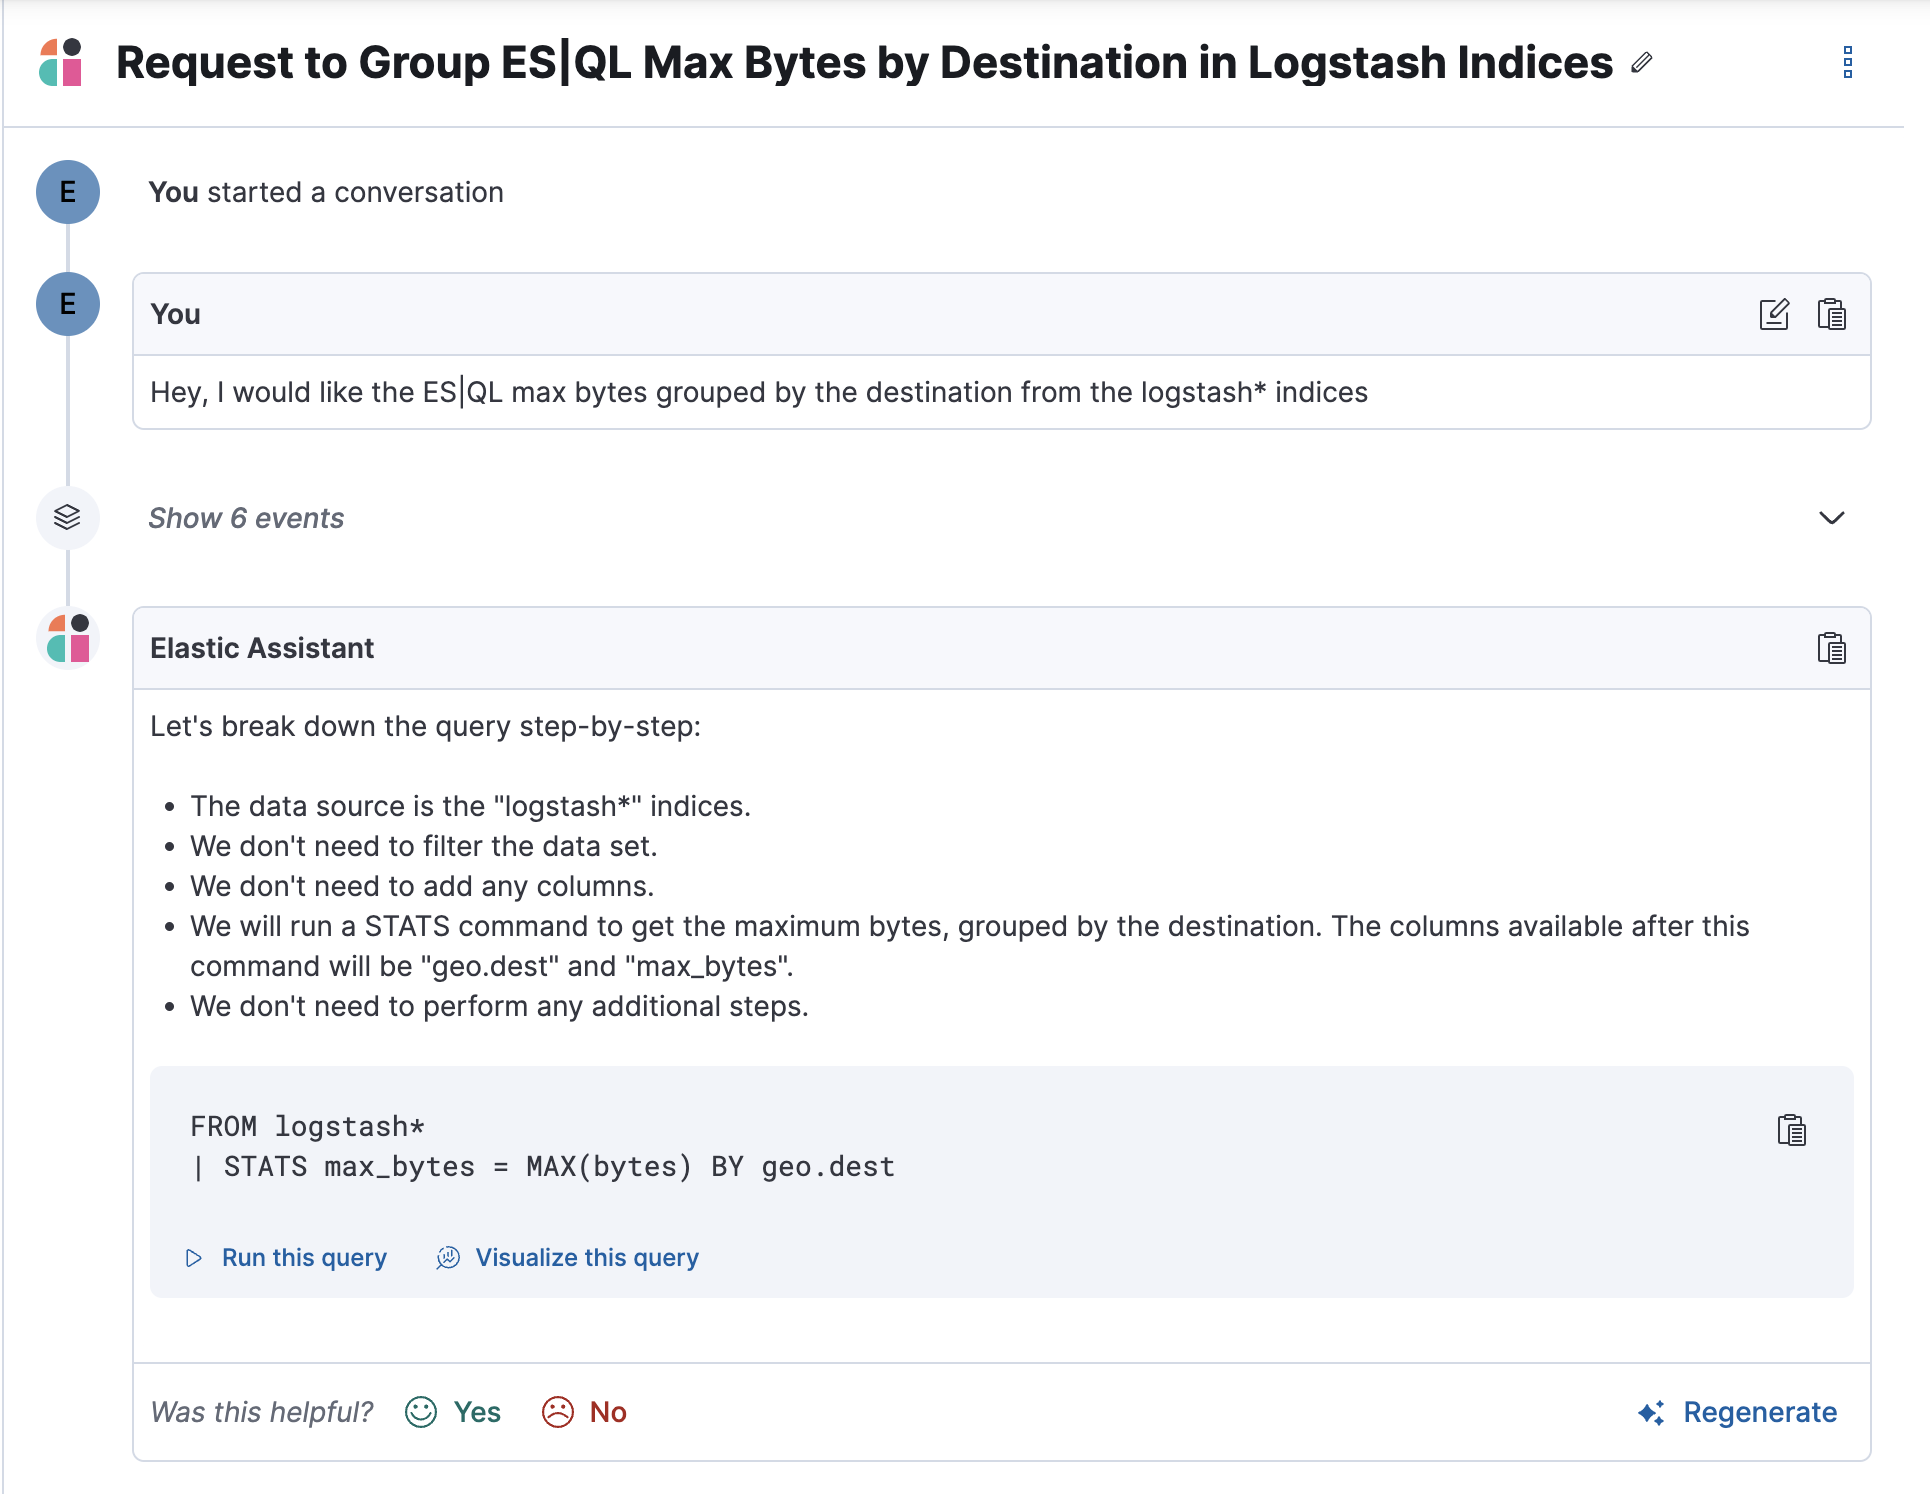 Request to Group ES|QL Max Bytes by Destination in Logstash Indices
E
You started a conversation
E
You
Hey, I would like the ES|QL max bytes grouped by the destination from the logstash* indices
Show 6 events
Elastic Assistant
Let's break down the query step-by-step:
• The data source is the "logstash*" indices.
• We don't need to filter the data set.
• We don't need to add any columns.
• We will run a STATS command to get the maximum bytes, grouped by the destination. The columns available after this
command will be "geo.dest" and "max_bytes".
• We don't need to perform any additional steps.
FROM logstash*
| STATS max_bytes = MAX(bytes) BY geo.dest
Run this query Visualize this query
Was this helpful? Yes No Regenerate